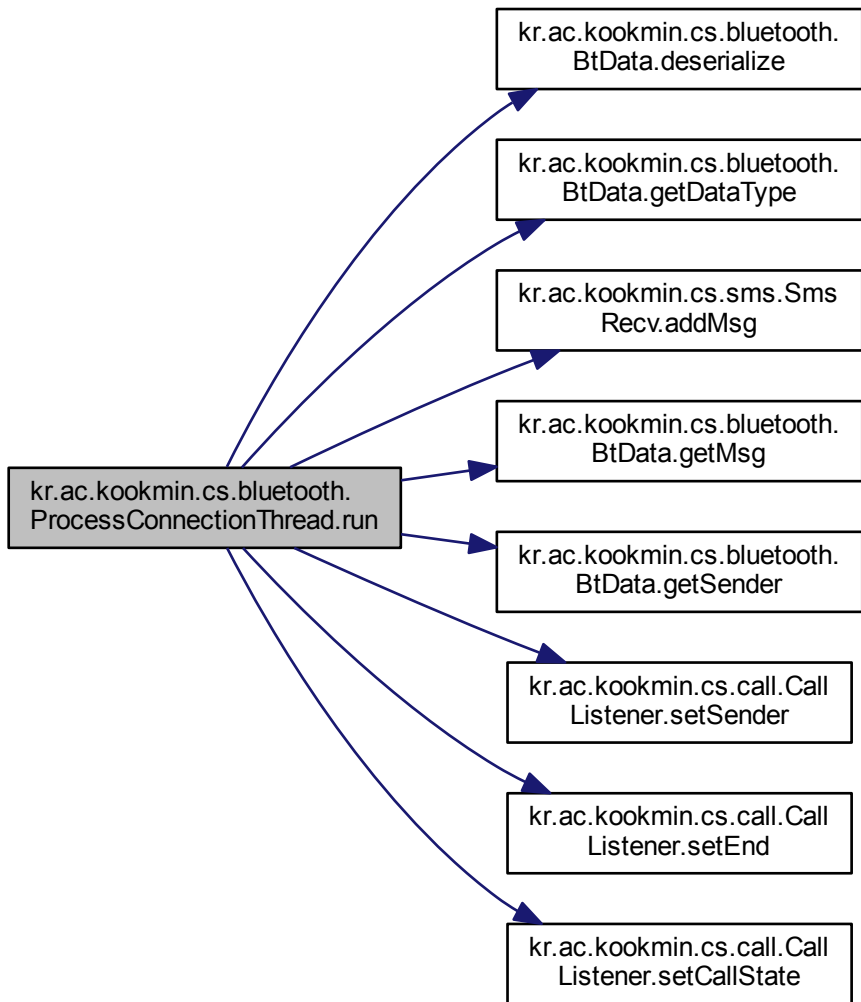 kr.ac.kookmin.cs.bluetooth.
BtData.deserialize
kr.ac.kookmin.cs.bluetooth.
BtData.getDataType
kr.ac.kookmin.cs.sms.Sms
Recv.addMsg
kr.ac.kookmin.cs.bluetooth.
BtData.getMsg
kr.ac.kookmin.cs.bluetooth.
ProcessConnectionThread.run
kr.ac.kookmin.cs.bluetooth.
BtData.getSender
kr.ac.kookmin.cs.call.Call
Listener.setSender
kr.ac.kookmin.cs.call.Call
Listener.setEnd
kr.ac.kookmin.cs.call.Call
Listener.setCallState